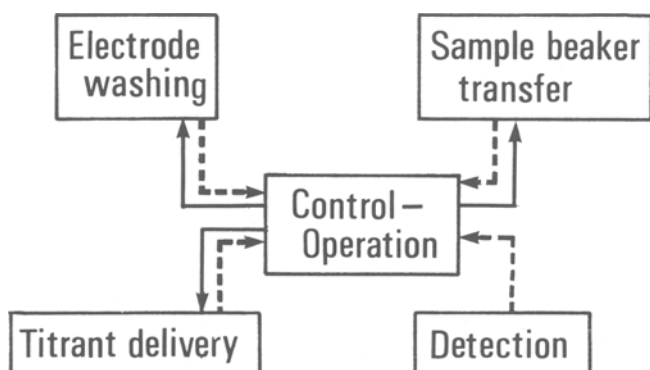 Electrode
washing
Sample beaker
transfer
Control –
Operation
Titrant delivery
Detection